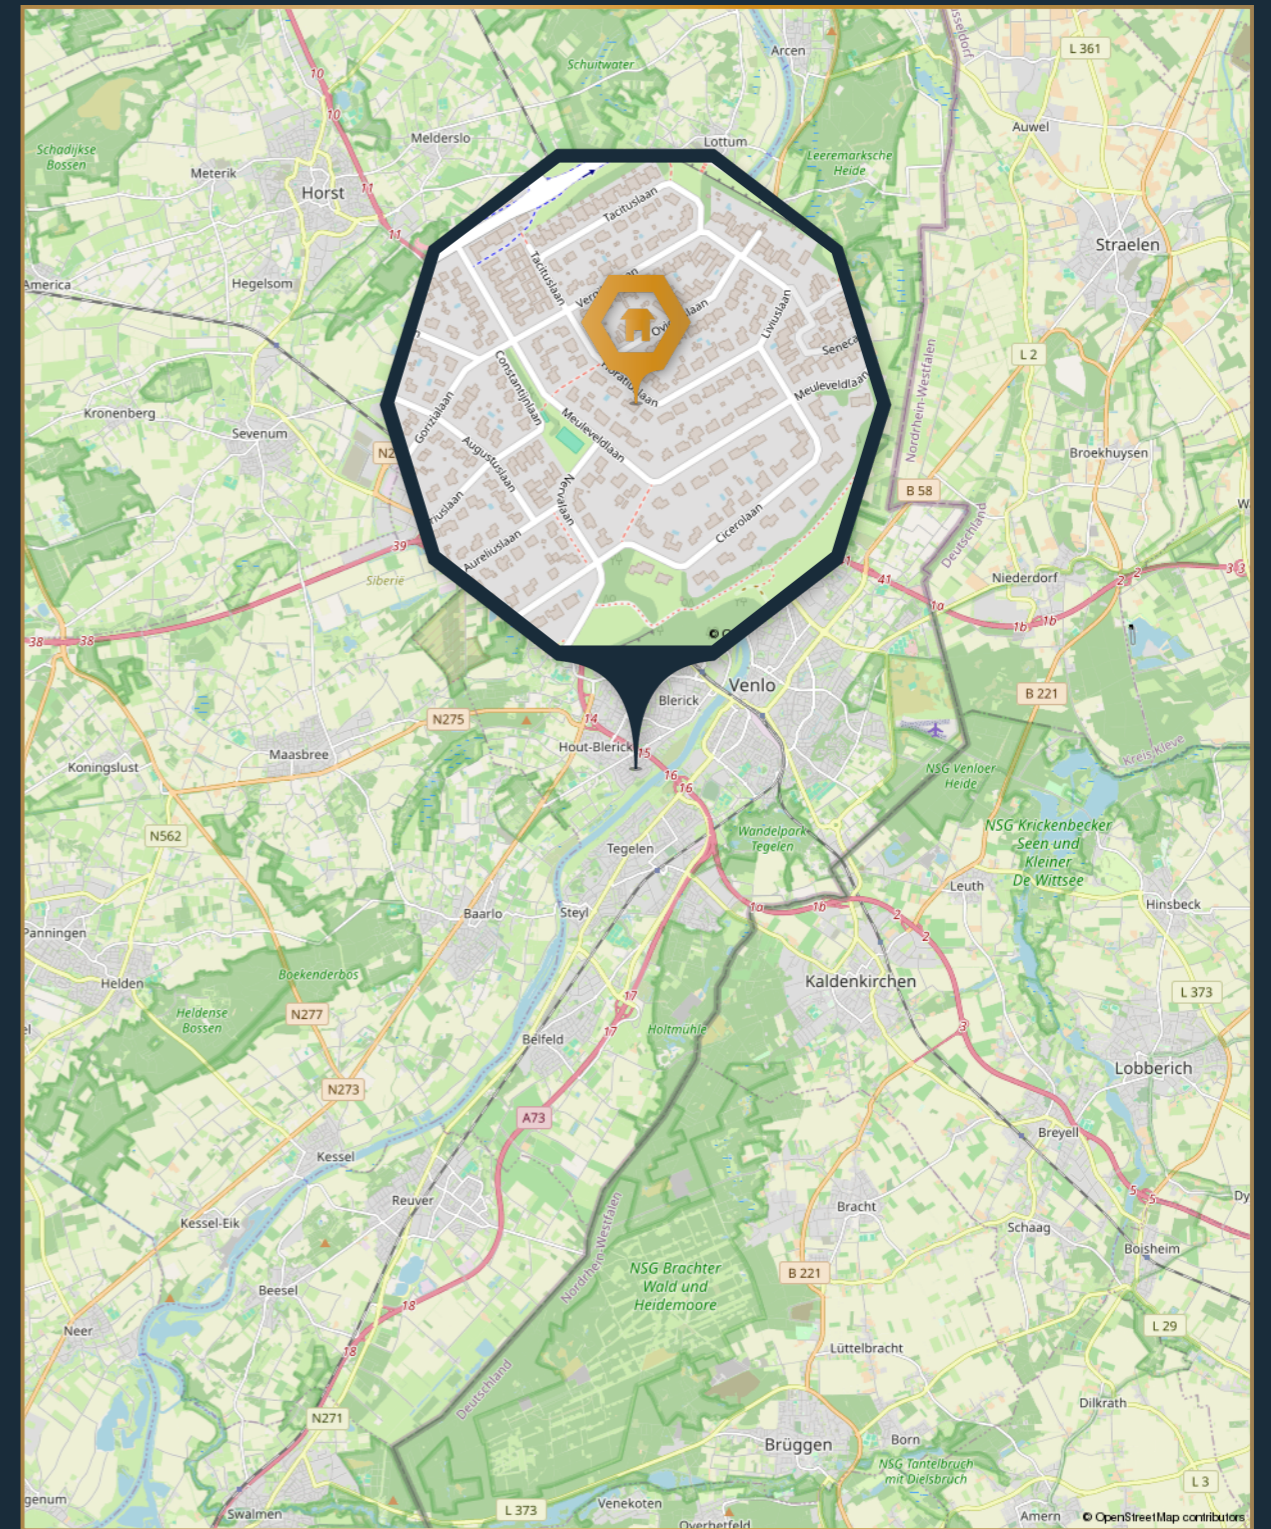 Arcen
L 361
Schuitwater
10
10
Auwel
Melderslo
Lottum
Schadijkse
Bossen
Leeremarksche
Heide
Meterik
Horst
11
11
Straelen
America
Hegelsom
L 2
Nordrhein-Westfalen
Kronenberg
Sevenum
Broekhuysen
B 58
Deutschland
39
Siberië
Niederdorf
41
1a
2
2
3
3
1b
1b
38
38
Tacituslaan
Tacituslaan
Liviuslaan
Constantijnlaan
Meuleveldlaan
Gonzialaan
Meuleveldlaan
Augustuslaan
Nervalaan
Cicerolaan
Aureliuslaan
Venlo
Blerick
B 221
N275
14
Hout-Blerick
15
Maasbree
Koningslust
16
16
NSG Venloer
Heide
Kreis Kleve
N562
Tegelen
Wandelpark
Tegelen
NSG Krickenbecker
Seen und
Kleiner
De Wittsee
Leuth
Hinsbeck
Baarlo
Steyl
1a
1b
2
2
Panningen
Helden
Boekenderbos
Kaldenkirchen
L 373
Heldense
Bossen
N277
17
17
Holtmühle
Belfeld
3
N273
Lobberich
A73
Breyell
Kessel
Reuver
Kessel-Eik
Bracht
5
5
Schaag
Boisheim
Nordrhein-Westfalen
NSG Brachter
Wald und
Heidemoore
B 221
Beesel
18
18
Neer
L 29
Lüttelbracht
Deutschland
N271
Dilkrath
Brüggen
Born
NSG Tantelbruch
mit Dielsbruch
L 3
Swalmen
L 373
Venekoten
Overhetfeld
Amern
© OpenStreetMap contributors